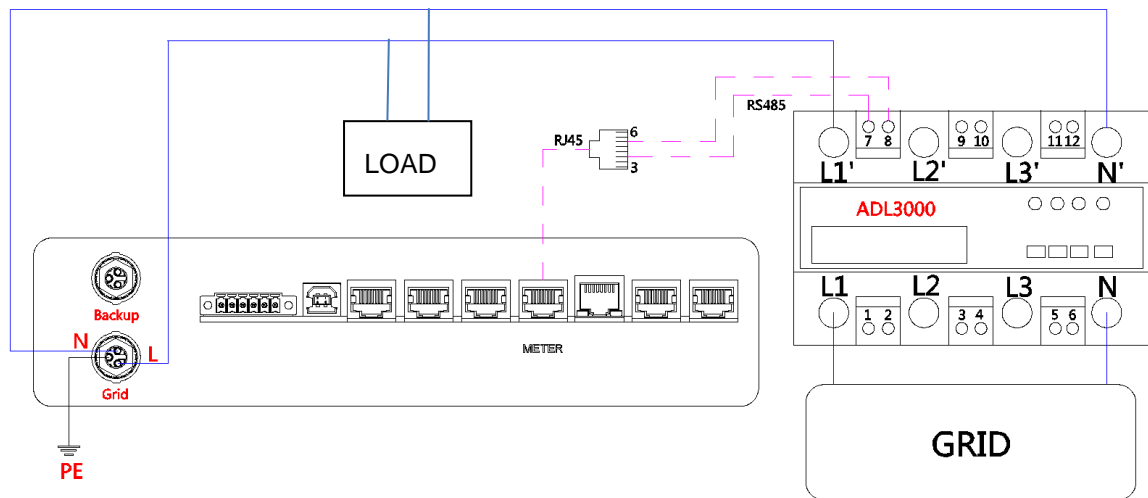 RS485
RJ45
6
3
LOAD
7
8
9
10
11
12
L1'
L2'
L3'
N'
ADL3000
L1
L2
L3
N
1
2
3
4
5
6
Backup
N
L
Grid
PE
METER
GRID